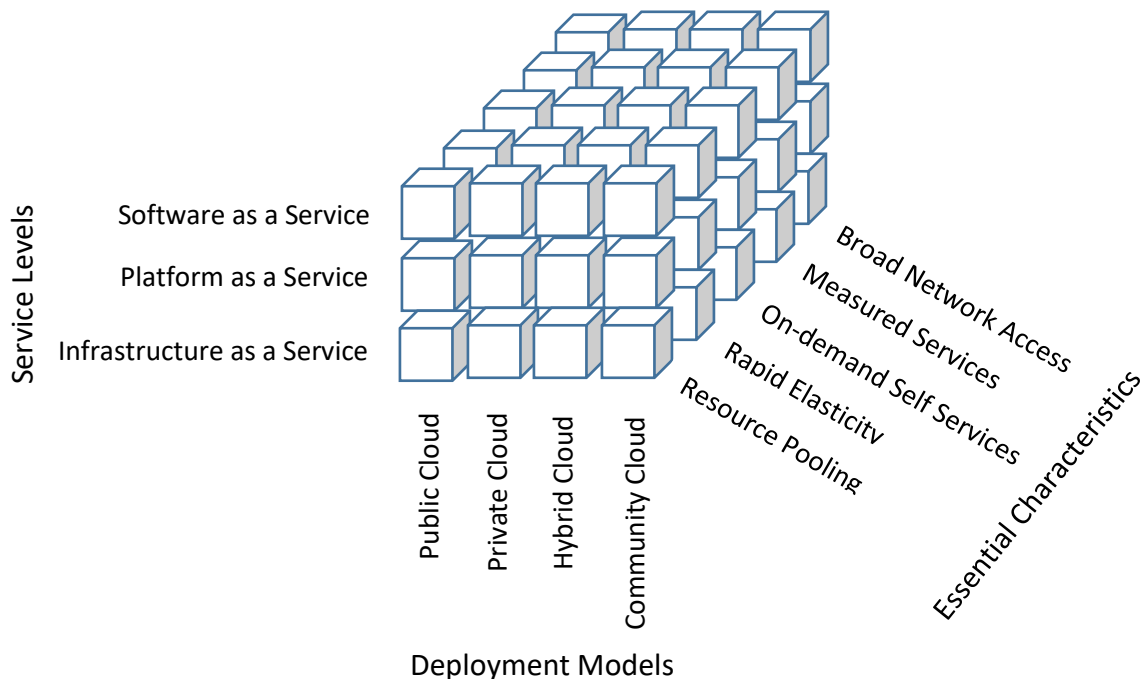 Service Levels
Software as a Service
Platform as a Service
Infrastructure as a Service
Public Cloud
Private Cloud
Hybrid Cloud
Community Cloud
Deployment Models
Broad Network Access
Measured Services
On-demand Self Services
Rapid Elasticity
Resource Pooling
Essential Characteristics